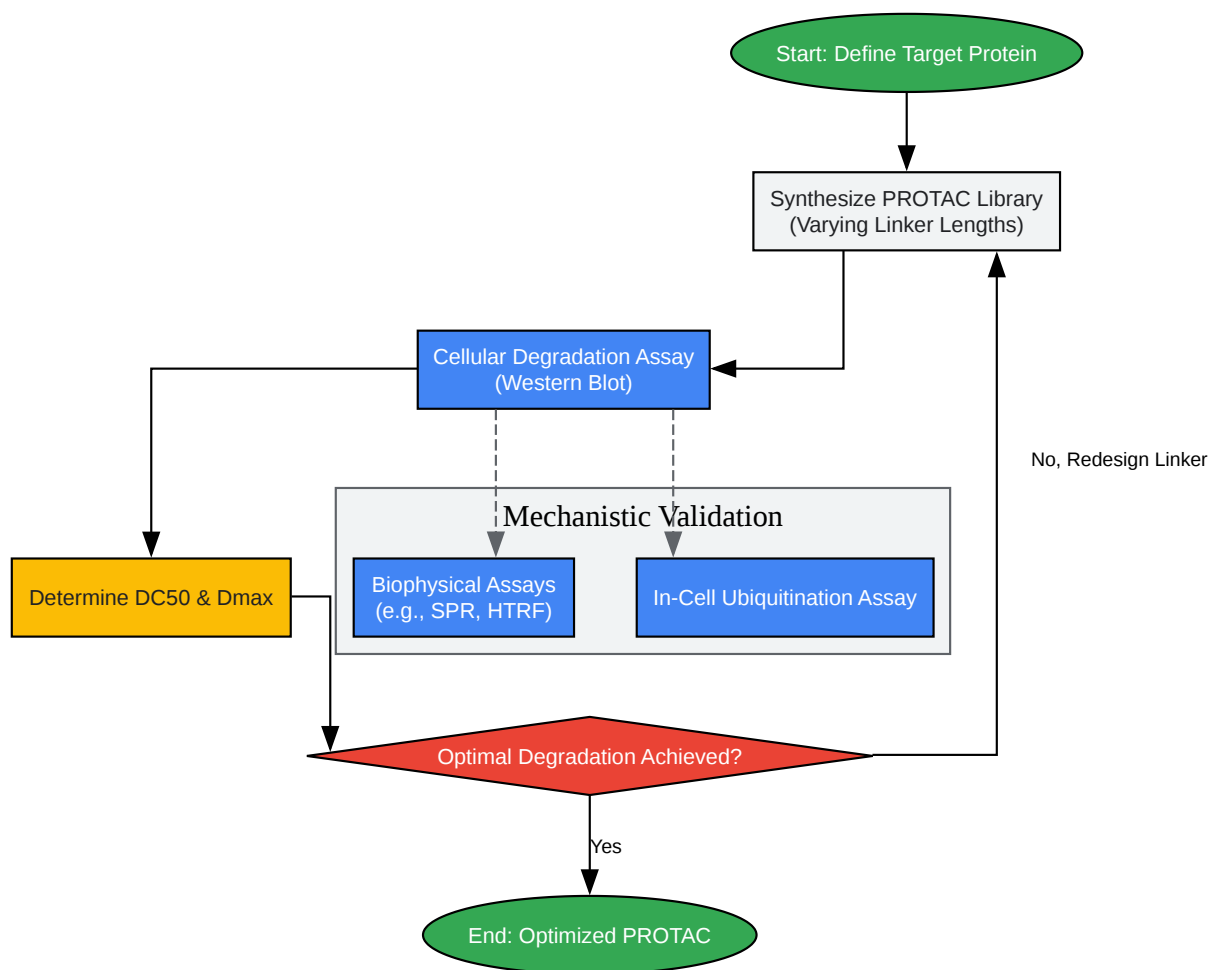 Start: Define Target Protein
Synthesize PROTAC Library
(Varying Linker Lengths)
Cellular Degradation Assay
(Western Blot)
No, Redesign Linker
Mechanistic Validation
Determine DC50 & Dmax
Biophysical Assays
(e.g., SPR, HTRF)
In-Cell Ubiquitination Assay
Optimal Degradation Achieved?
Yes
End: Optimized PROTAC